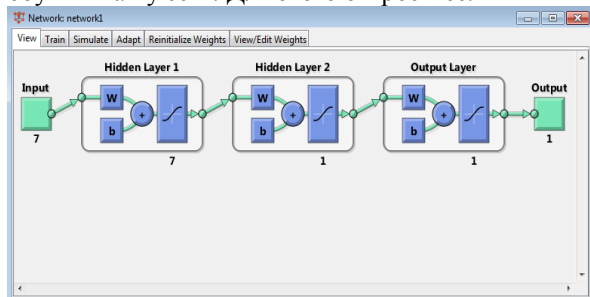 Network: network1
View Train Simulate Adapt Reinitialize Weights View/Edit Weights
Hidden Layer 1 Hidden Layer 2 Output Layer
Input Output
W W W
+ + +
b b b
7 1
7 1 1